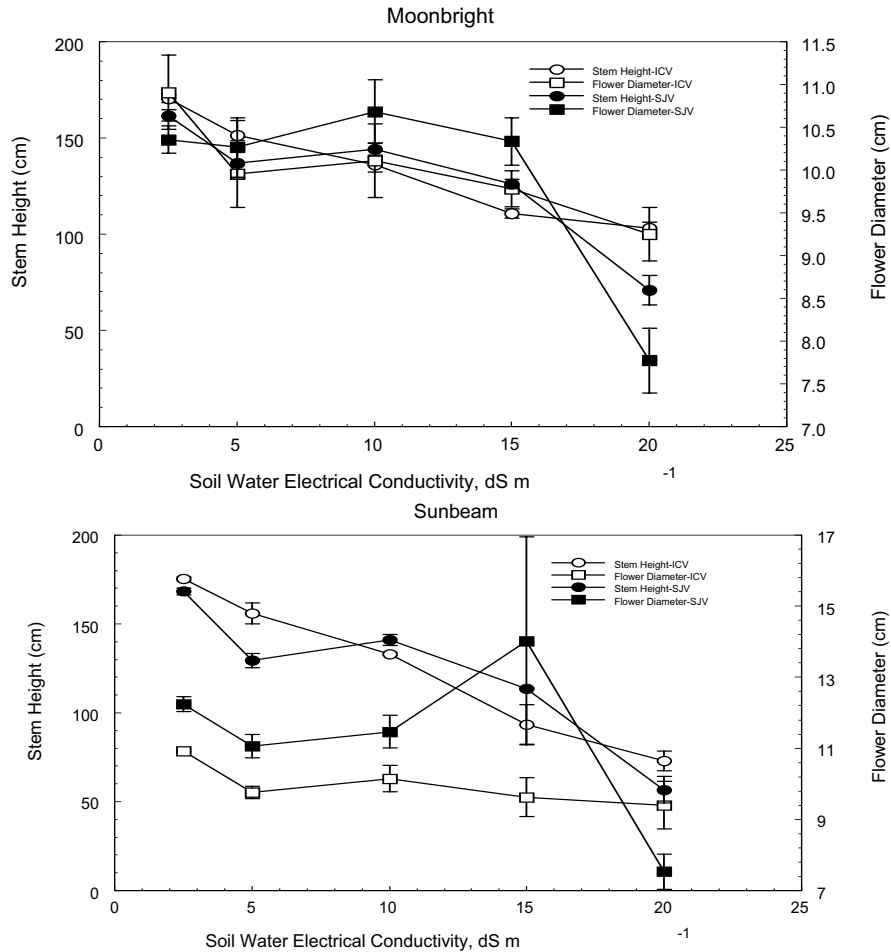 Moonbright
200
150
100
50
0
Stem Height (cm)
11.5
11.0
10.5
10.0
9.5
9.0
8.5
8.0
7.5
7.0
Flower Diameter (cm)
Stem Height-ICV
Flower Diameter-ICV
Stem Height-SJV
Flower Diameter-SJV
0 5 10 15 20 25
Soil Water Electrical Conductivity, dS m -1
Sunbeam
200
150
100
50
0
Stem Height (cm)
17
15
13
11
9
7
Flower Diameter (cm)
Stem Height-ICV
Flower Diameter-ICV
Stem Height-SJV
Flower Diameter-SJV
0 5 10 15 20 25
Soil Water Electrical Conductivity, dS m -1